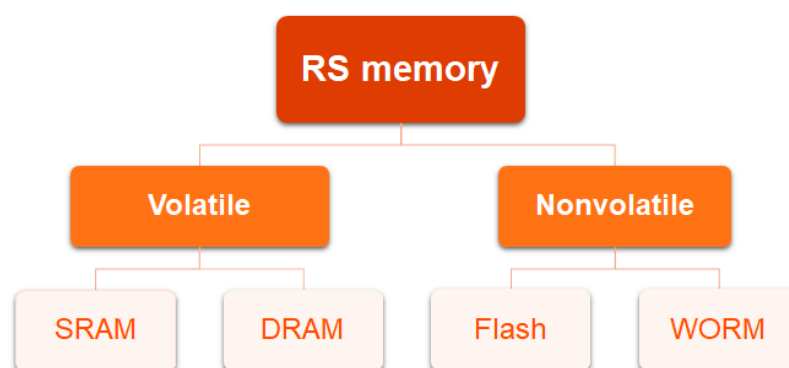 RS memory
Volatile
Nonvolatile
SRAM
DRAM
Flash
WORM